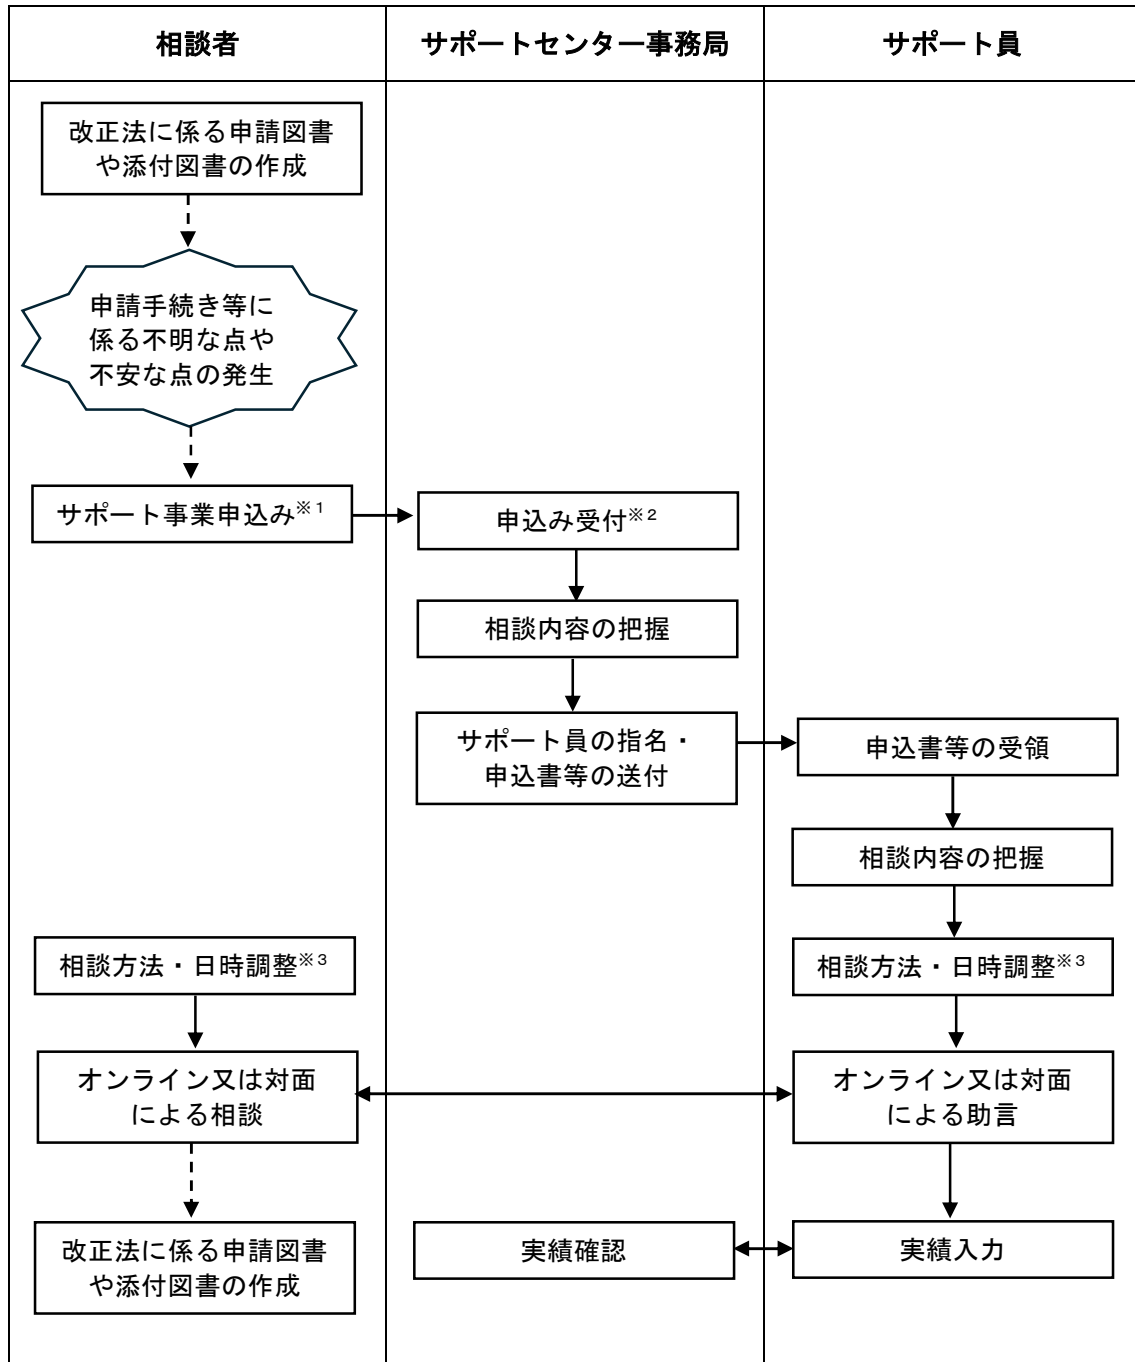 相談者
サポートセンター事務局
サポート員
改正法に係る申請図書
や添付図書の作成
申請手続き等に
係る不明な点や
不安な点の発生
サポート事業申込み※1
申込み受付※2
相談内容の把握
サポート員の指名・
申込書等の送付
申込書等の受領
相談内容の把握
相談方法・日時調整※3
相談方法・日時調整※3
オンライン又は対面
による相談
オンライン又は対面
による助言
改正法に係る申請図書
や添付図書の作成
実績確認
実績入力